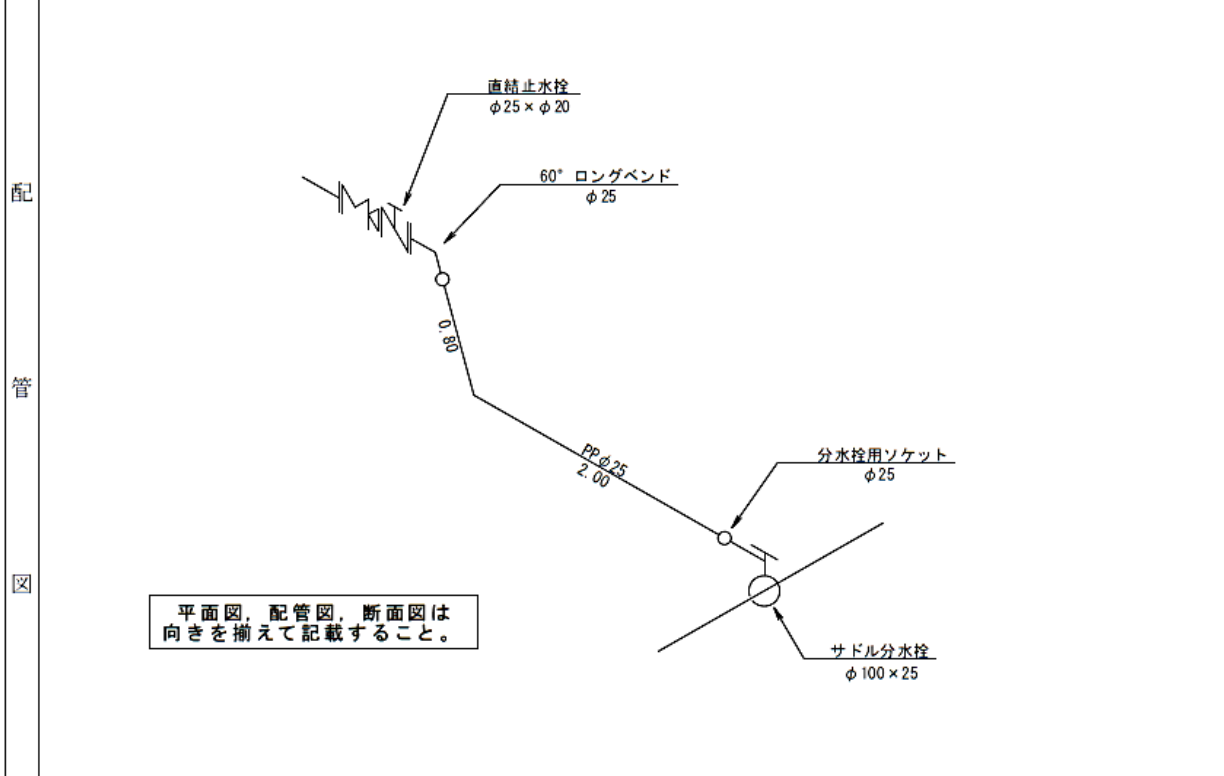 配管図
直結止水栓
φ25×φ20
60° ロングベンド
φ25
0.80
PPφ25
2.00
分水栓用ソケット
φ25
サドル分水栓
φ100×25
平面図, 配管図, 断面図は
向きを揃えて記載すること。